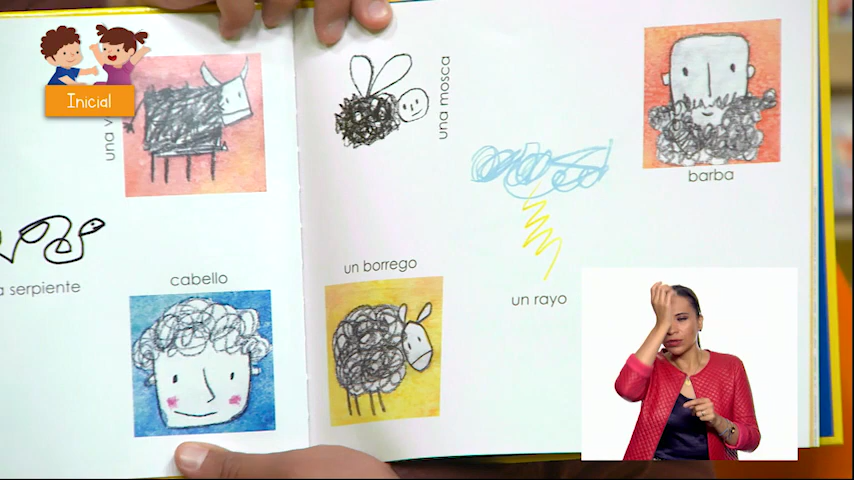 Inicial
una
serpiente
cabello
una mosca
un borrego
un rayo
barba